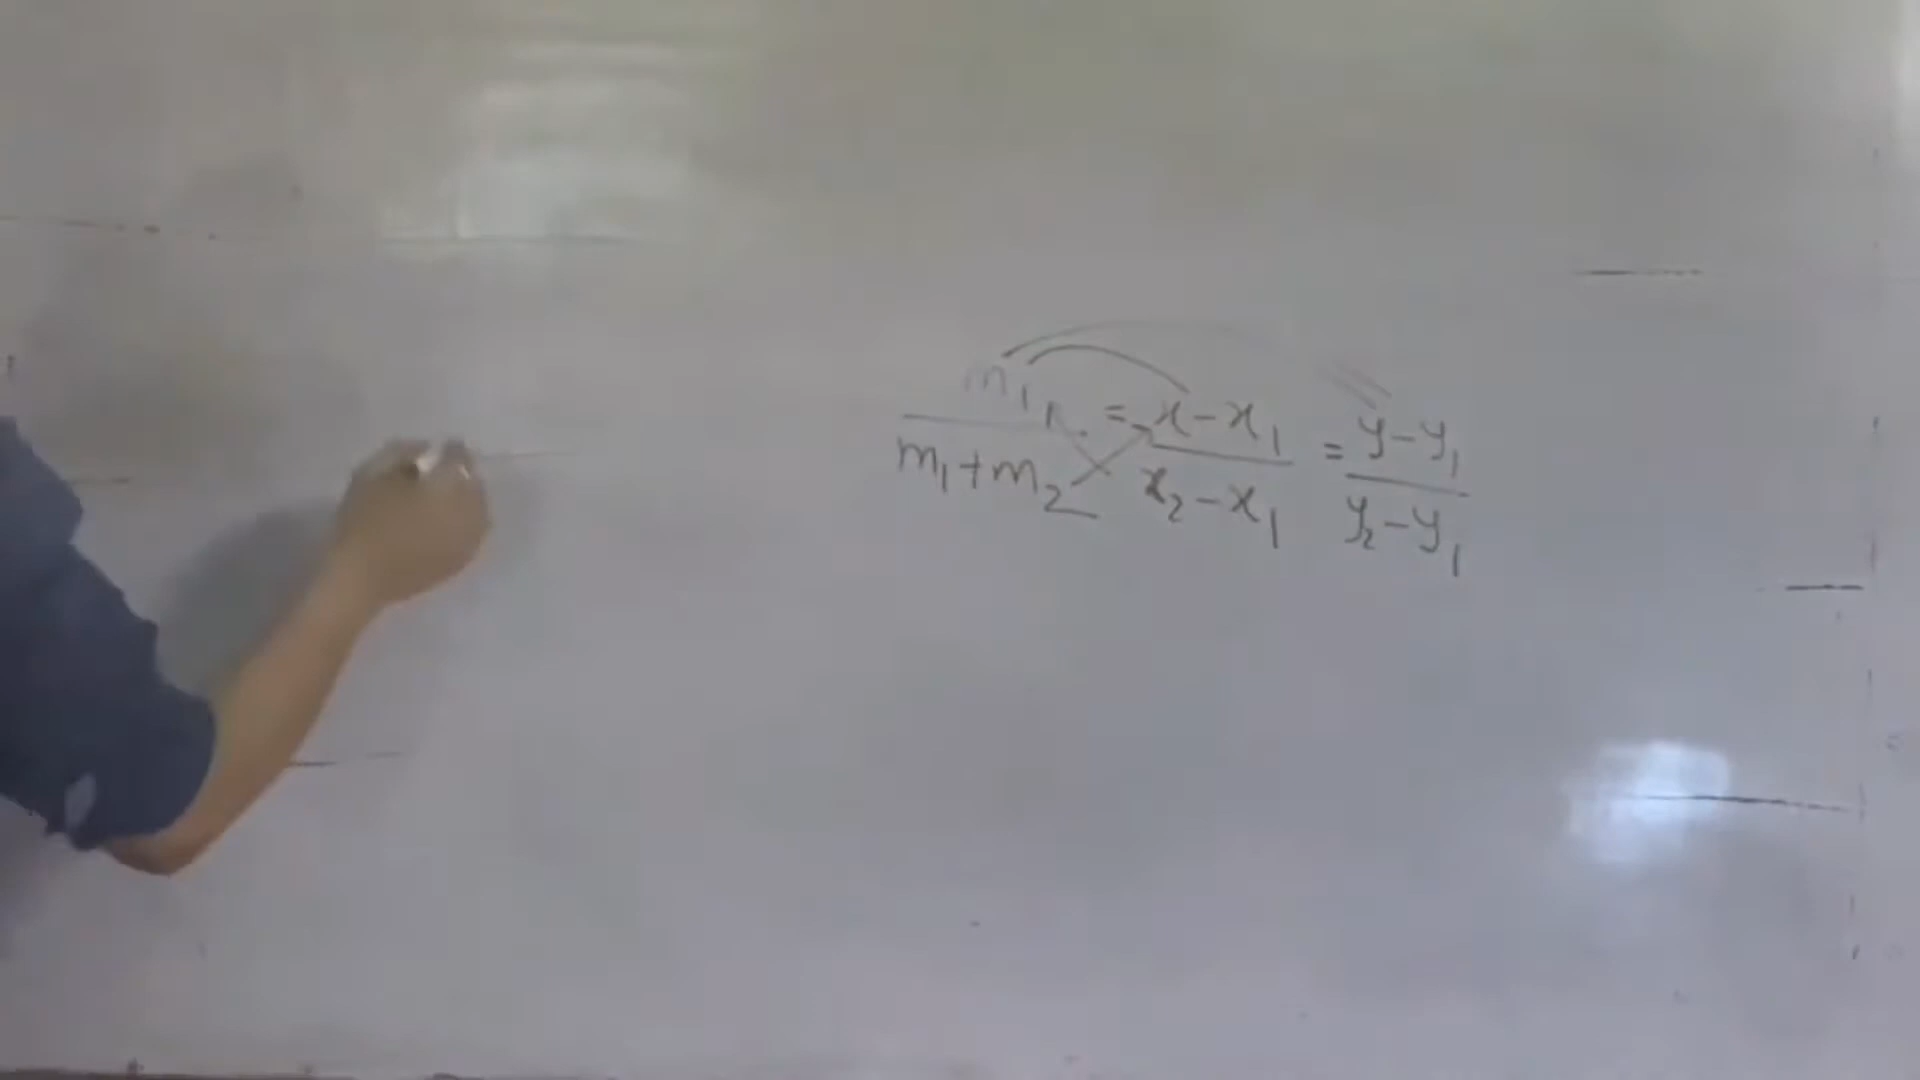 m₁/(m₁+m₂) = (x-x₁)/(x₂-x₁) = (y-y₁)/(y₂-y₁)